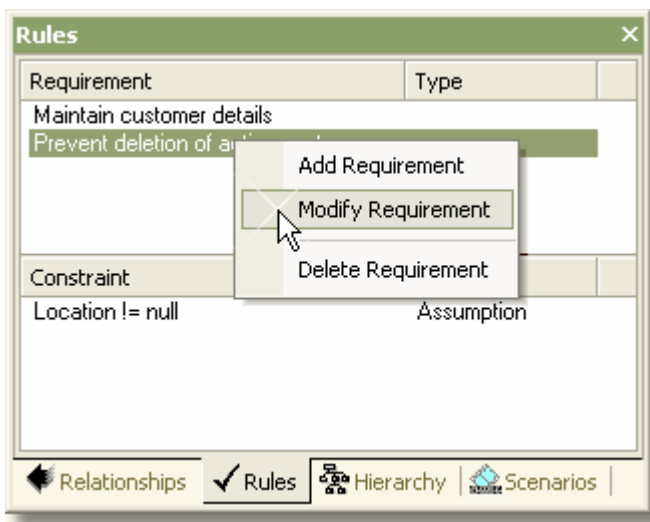 Rules
Requirement Type
Maintain customer details
Prevent deletion of
Add Requirement
Modify Requirement
Delete Requirement
Constraint
Location != null Assumption
Relationships Rules Hierarchy Scenarios